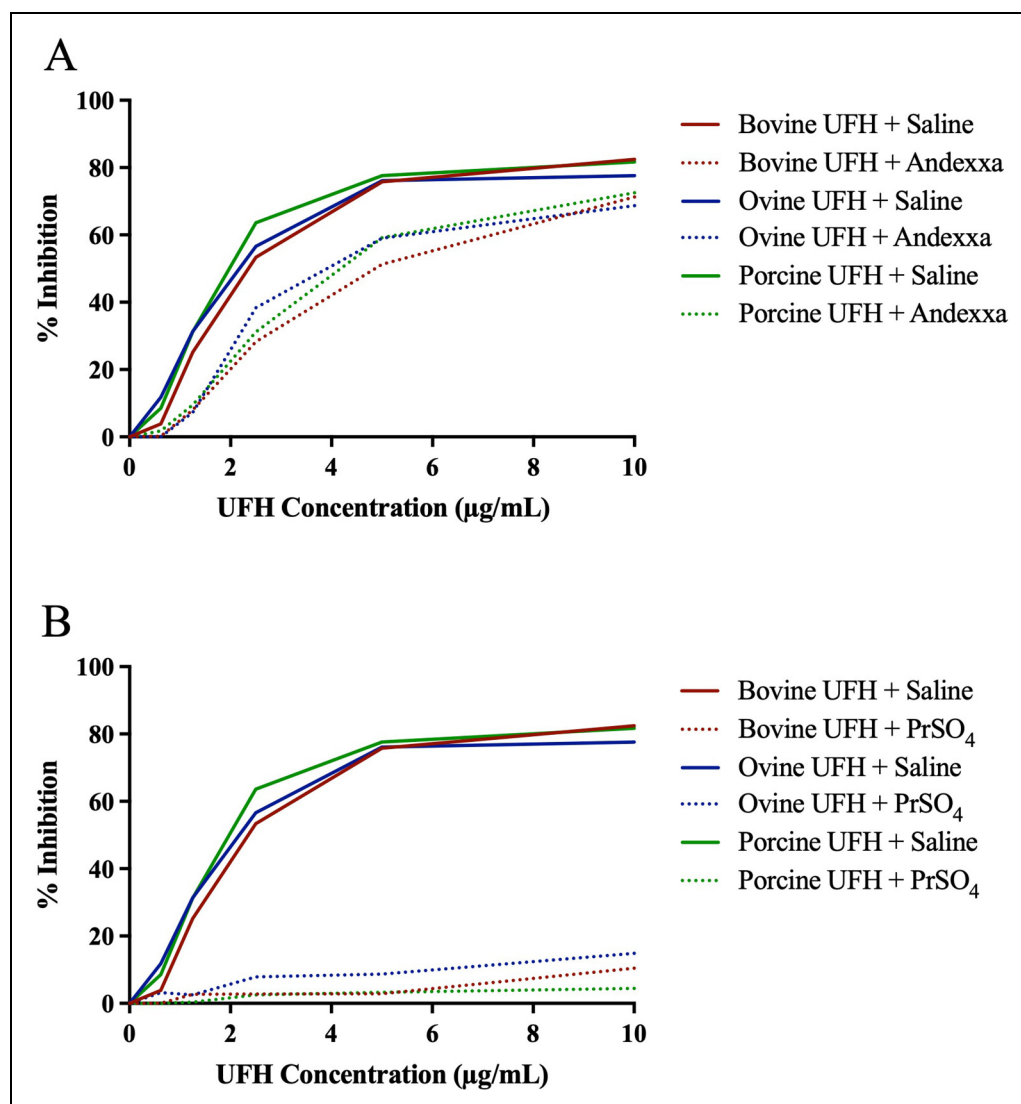 A
100
80
60
40
20
0
% Inhibition
0 2 4 6 8 10
UFH Concentration (µg/mL)
Bovine UFH + Saline
Bovine UFH + Andexxa
Ovine UFH + Saline
Ovine UFH + Andexxa
Porcine UFH + Saline
Porcine UFH + Andexxa
B
100
80
60
40
20
0
% Inhibition
0 2 4 6 8 10
UFH Concentration (µg/mL)
Bovine UFH + Saline
Bovine UFH + PrSO₄
Ovine UFH + Saline
Ovine UFH + PrSO₄
Porcine UFH + Saline
Porcine UFH + PrSO₄